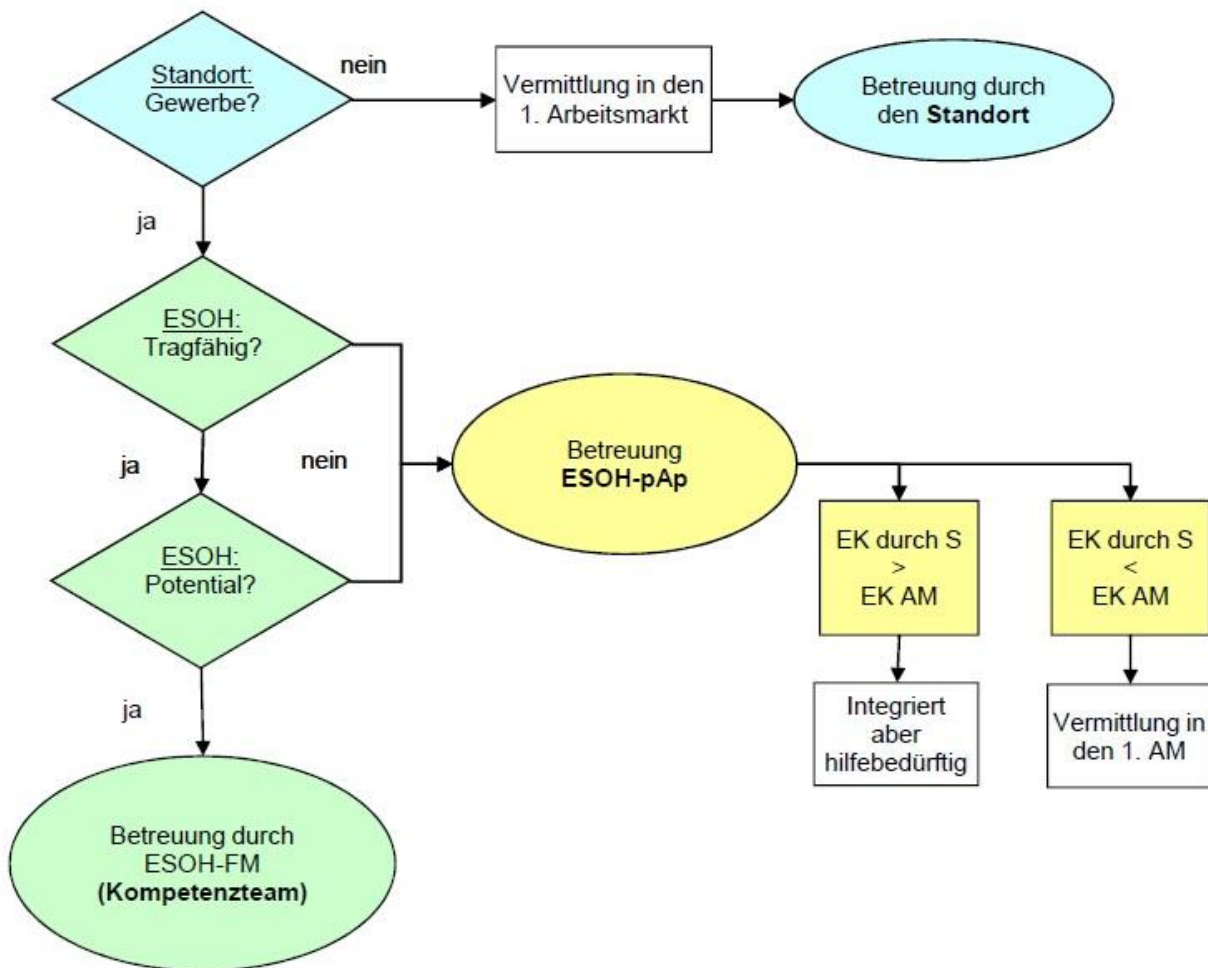 Standort:
Gewerbe?
nein
Vermittlung in den
1. Arbeitsmarkt
Betreuung durch
den Standort
ja
ESOH:
Tragfähig?
ja
nein
ESOH:
Potential?
ja
Betreuung durch
ESOH-FM
(Kompetenzteam)
Betreuung
ESOH-pAp
EK durch S
>
EK AM
Integriert
aber
hilfebedürftig
EK durch S
<
EK AM
Vermittlung in
den 1. AM